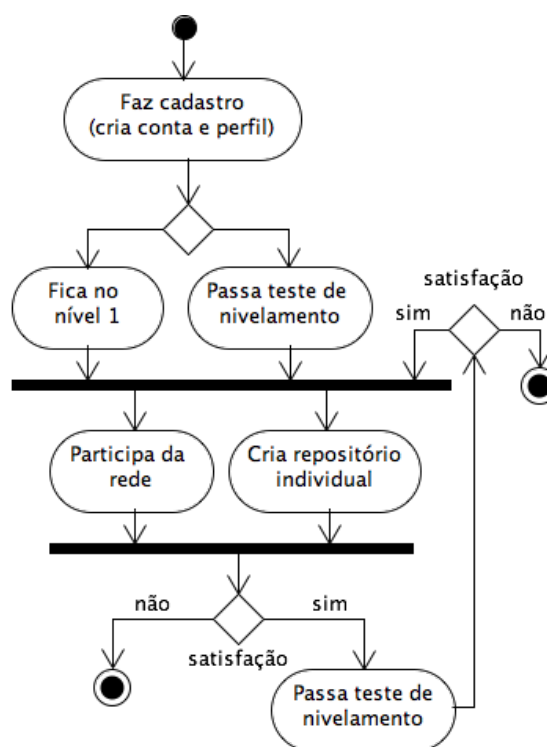 Faz cadastro
(cria conta e perfil)
Fica no
nível 1
Passa teste de
nivelamento
satisfação
sim
não
Participa da
rede
Cria repositório
individual
não
sim
satisfação
Passa teste de
nivelamento